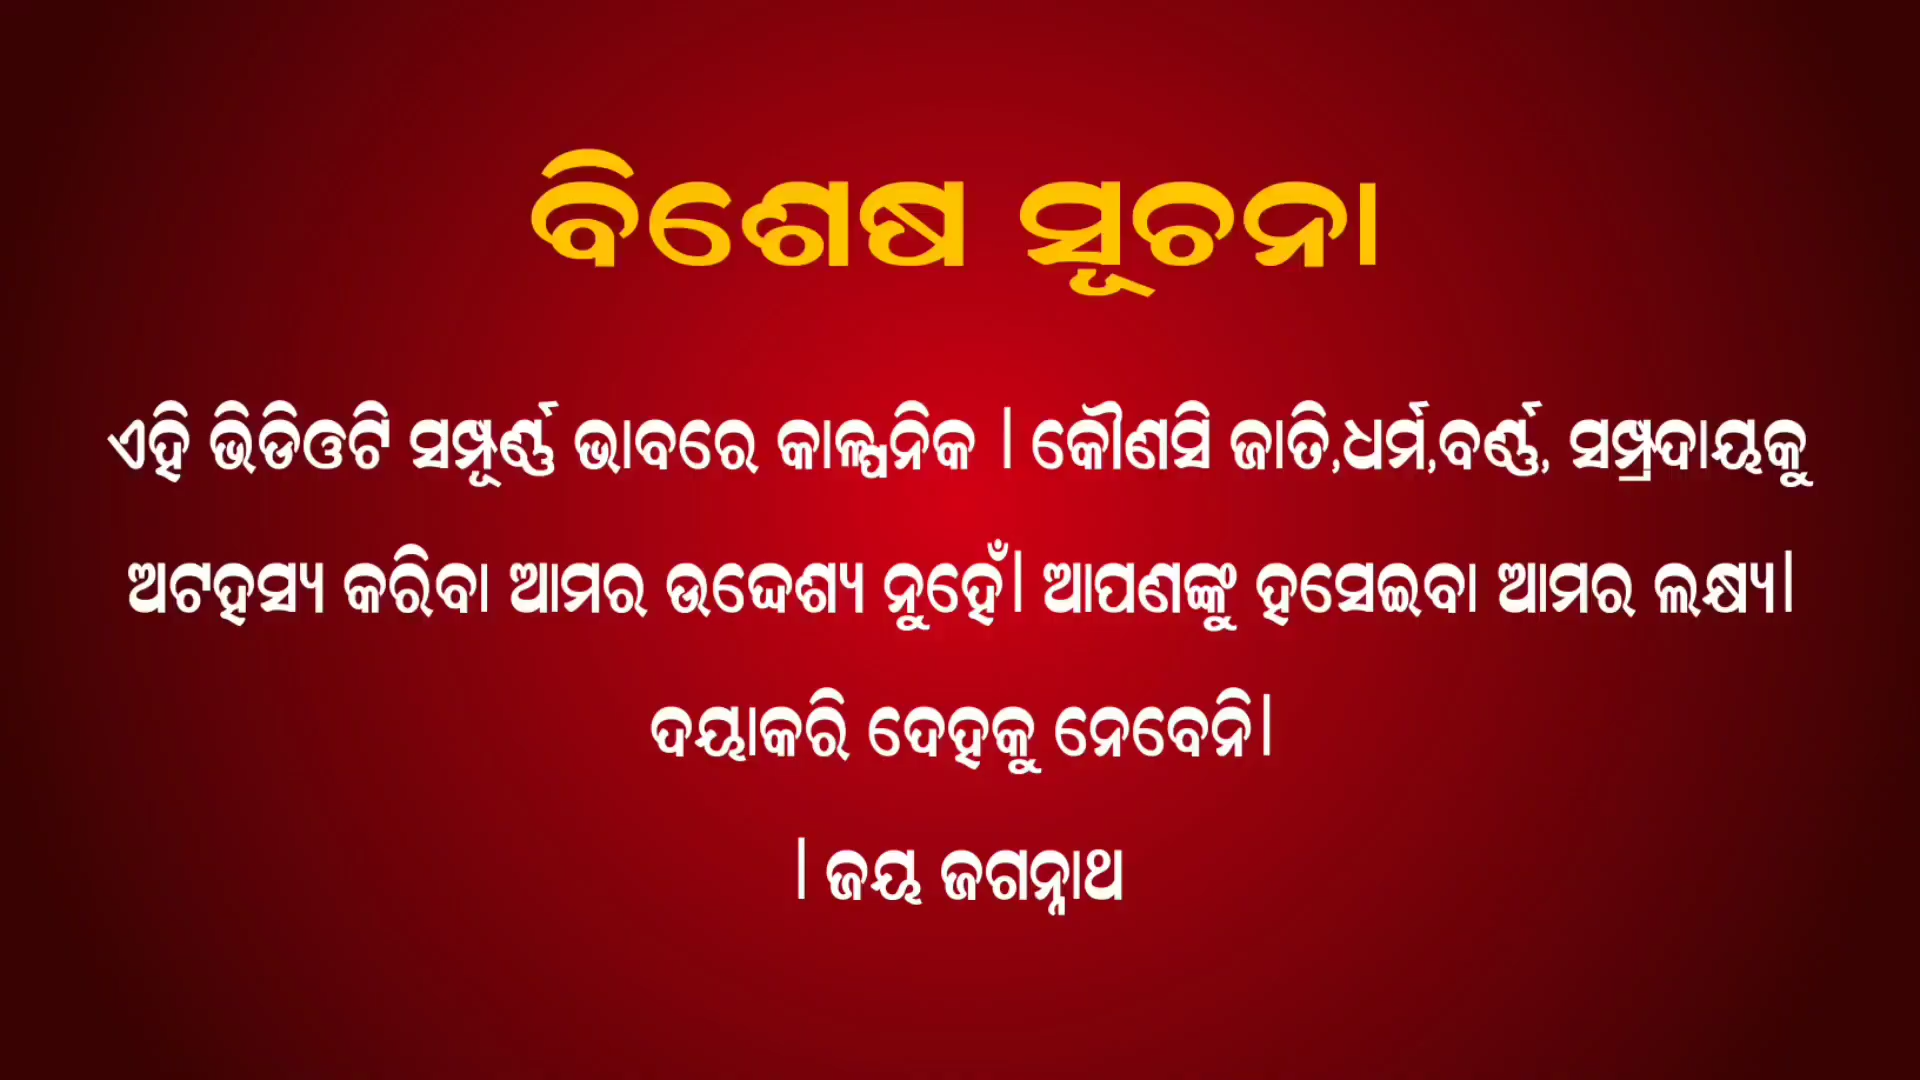 ବିଶେଷ ସୂଚନା
ଏହି ଭିଡିଓଟି ସମ୍ପୂର୍ଣ୍ଣ ଭାବରେ କାଳ୍ପନିକ | କୌଣସି ଜାତି,ଧର୍ମ,ବର୍ଣ୍ଣ, ସମ୍ପ୍ରଦାୟକୁ
ଅଟହସ୍ୟ କରିବା ଆମର ଉଦ୍ଦେଶ୍ୟ ନୁହେଁ| ଆପଣଙ୍କୁ ହସେଇବା ଆମର ଲକ୍ଷ୍ୟ|
ଦୟାକରି ଦେହକୁ ନେବେନି|
| ଜୟ ଜଗନ୍ନାଥ